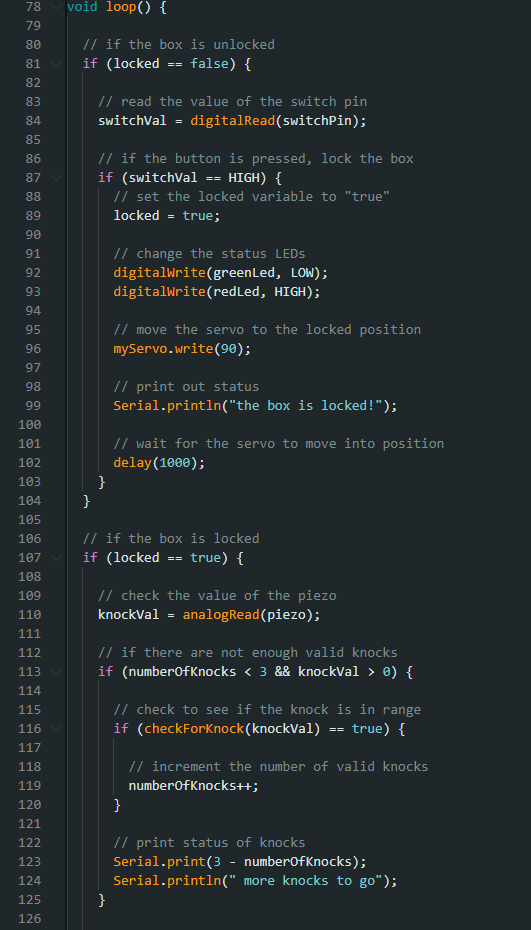 78 void loop() {
79
80 // if the box is unlocked
81 if (locked == false) {
82
83 // read the value of the switch pin
84 switchVal = digitalRead(switchPin);
85
86 // if the button is pressed, lock the box
87 if (switchVal == HIGH) {
88 // set the locked variable to "true"
89 locked = true;
90
91 // change the status LEDs
92 digitalWrite(greenLed, LOW);
93 digitalWrite(redLed, HIGH);
94
95 // move the servo to the locked position
96 myServo.write(90);
97
98 // print out status
99 Serial.println("the box is locked!");
100
101 // wait for the servo to move into position
102 delay(1000);
103 }
104 }
105
106 // if the box is locked
107 if (locked == true) {
108
109 // check the value of the piezo
110 knockVal = analogRead(piezo);
111
112 // if there are not enough valid knocks
113 if (numberOfKnocks < 3 && knockVal > 0) {
114
115 // check to see if the knock is in range
116 if (checkForKnock(knockVal) == true) {
117
118 // increment the number of valid knocks
119 numberOfKnocks++;
120 }
121
122 // print status of knocks
123 Serial.print(3 - numberOfKnocks);
124 Serial.println(" more knocks to go");
125 }
126